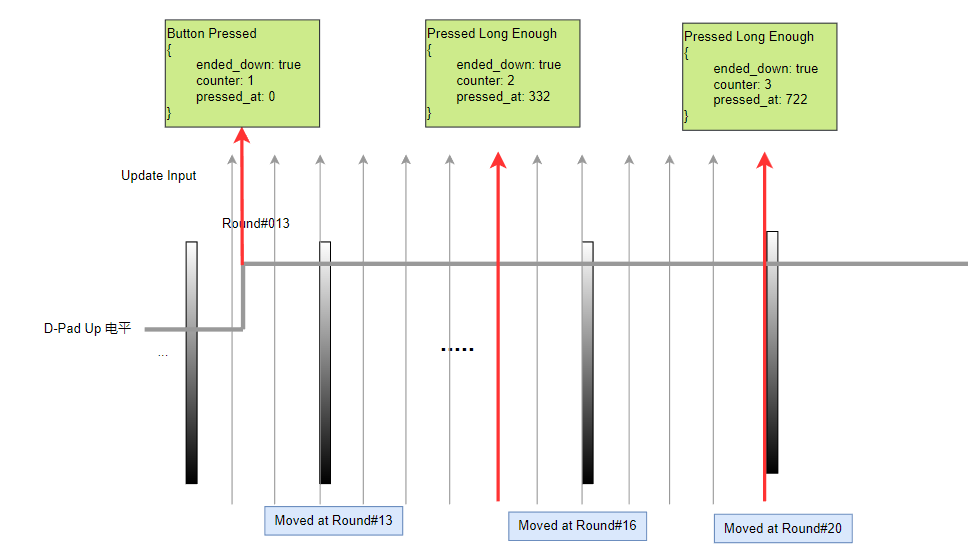 Button Pressed
{
ended_down: true
counter: 1
pressed_at: 0
}
Pressed Long Enough
{
ended_down: true
counter: 2
pressed_at: 332
}
Pressed Long Enough
{
ended_down: true
counter: 3
pressed_at: 722
}
Update Input
Round#013
D-Pad Up 电平
...
.....
Moved at Round#13
Moved at Round#16
Moved at Round#20